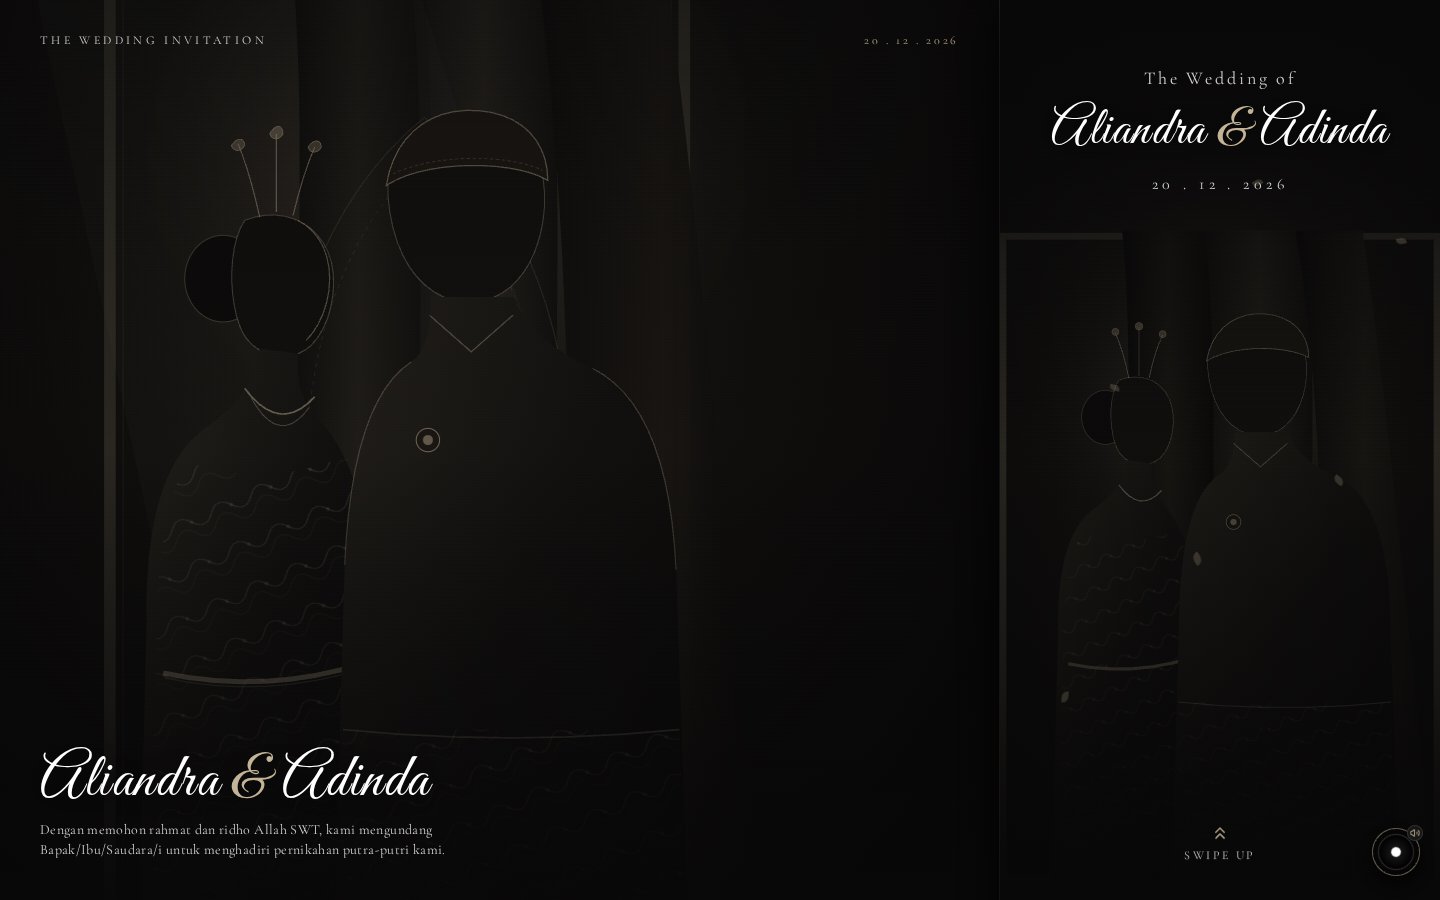 THE WEDDING INVITATION
20 . 12 . 2026
Aliandra & Adinda
Dengan memohon rahmat dan ridho Allah SWT, kami mengundang
Bapak/Ibu/Saudara/i untuk menghadiri pernikahan putra-putri kami.
The Wedding of
Aliandra & Adinda
20 . 12 . 2026
SWIPE UP